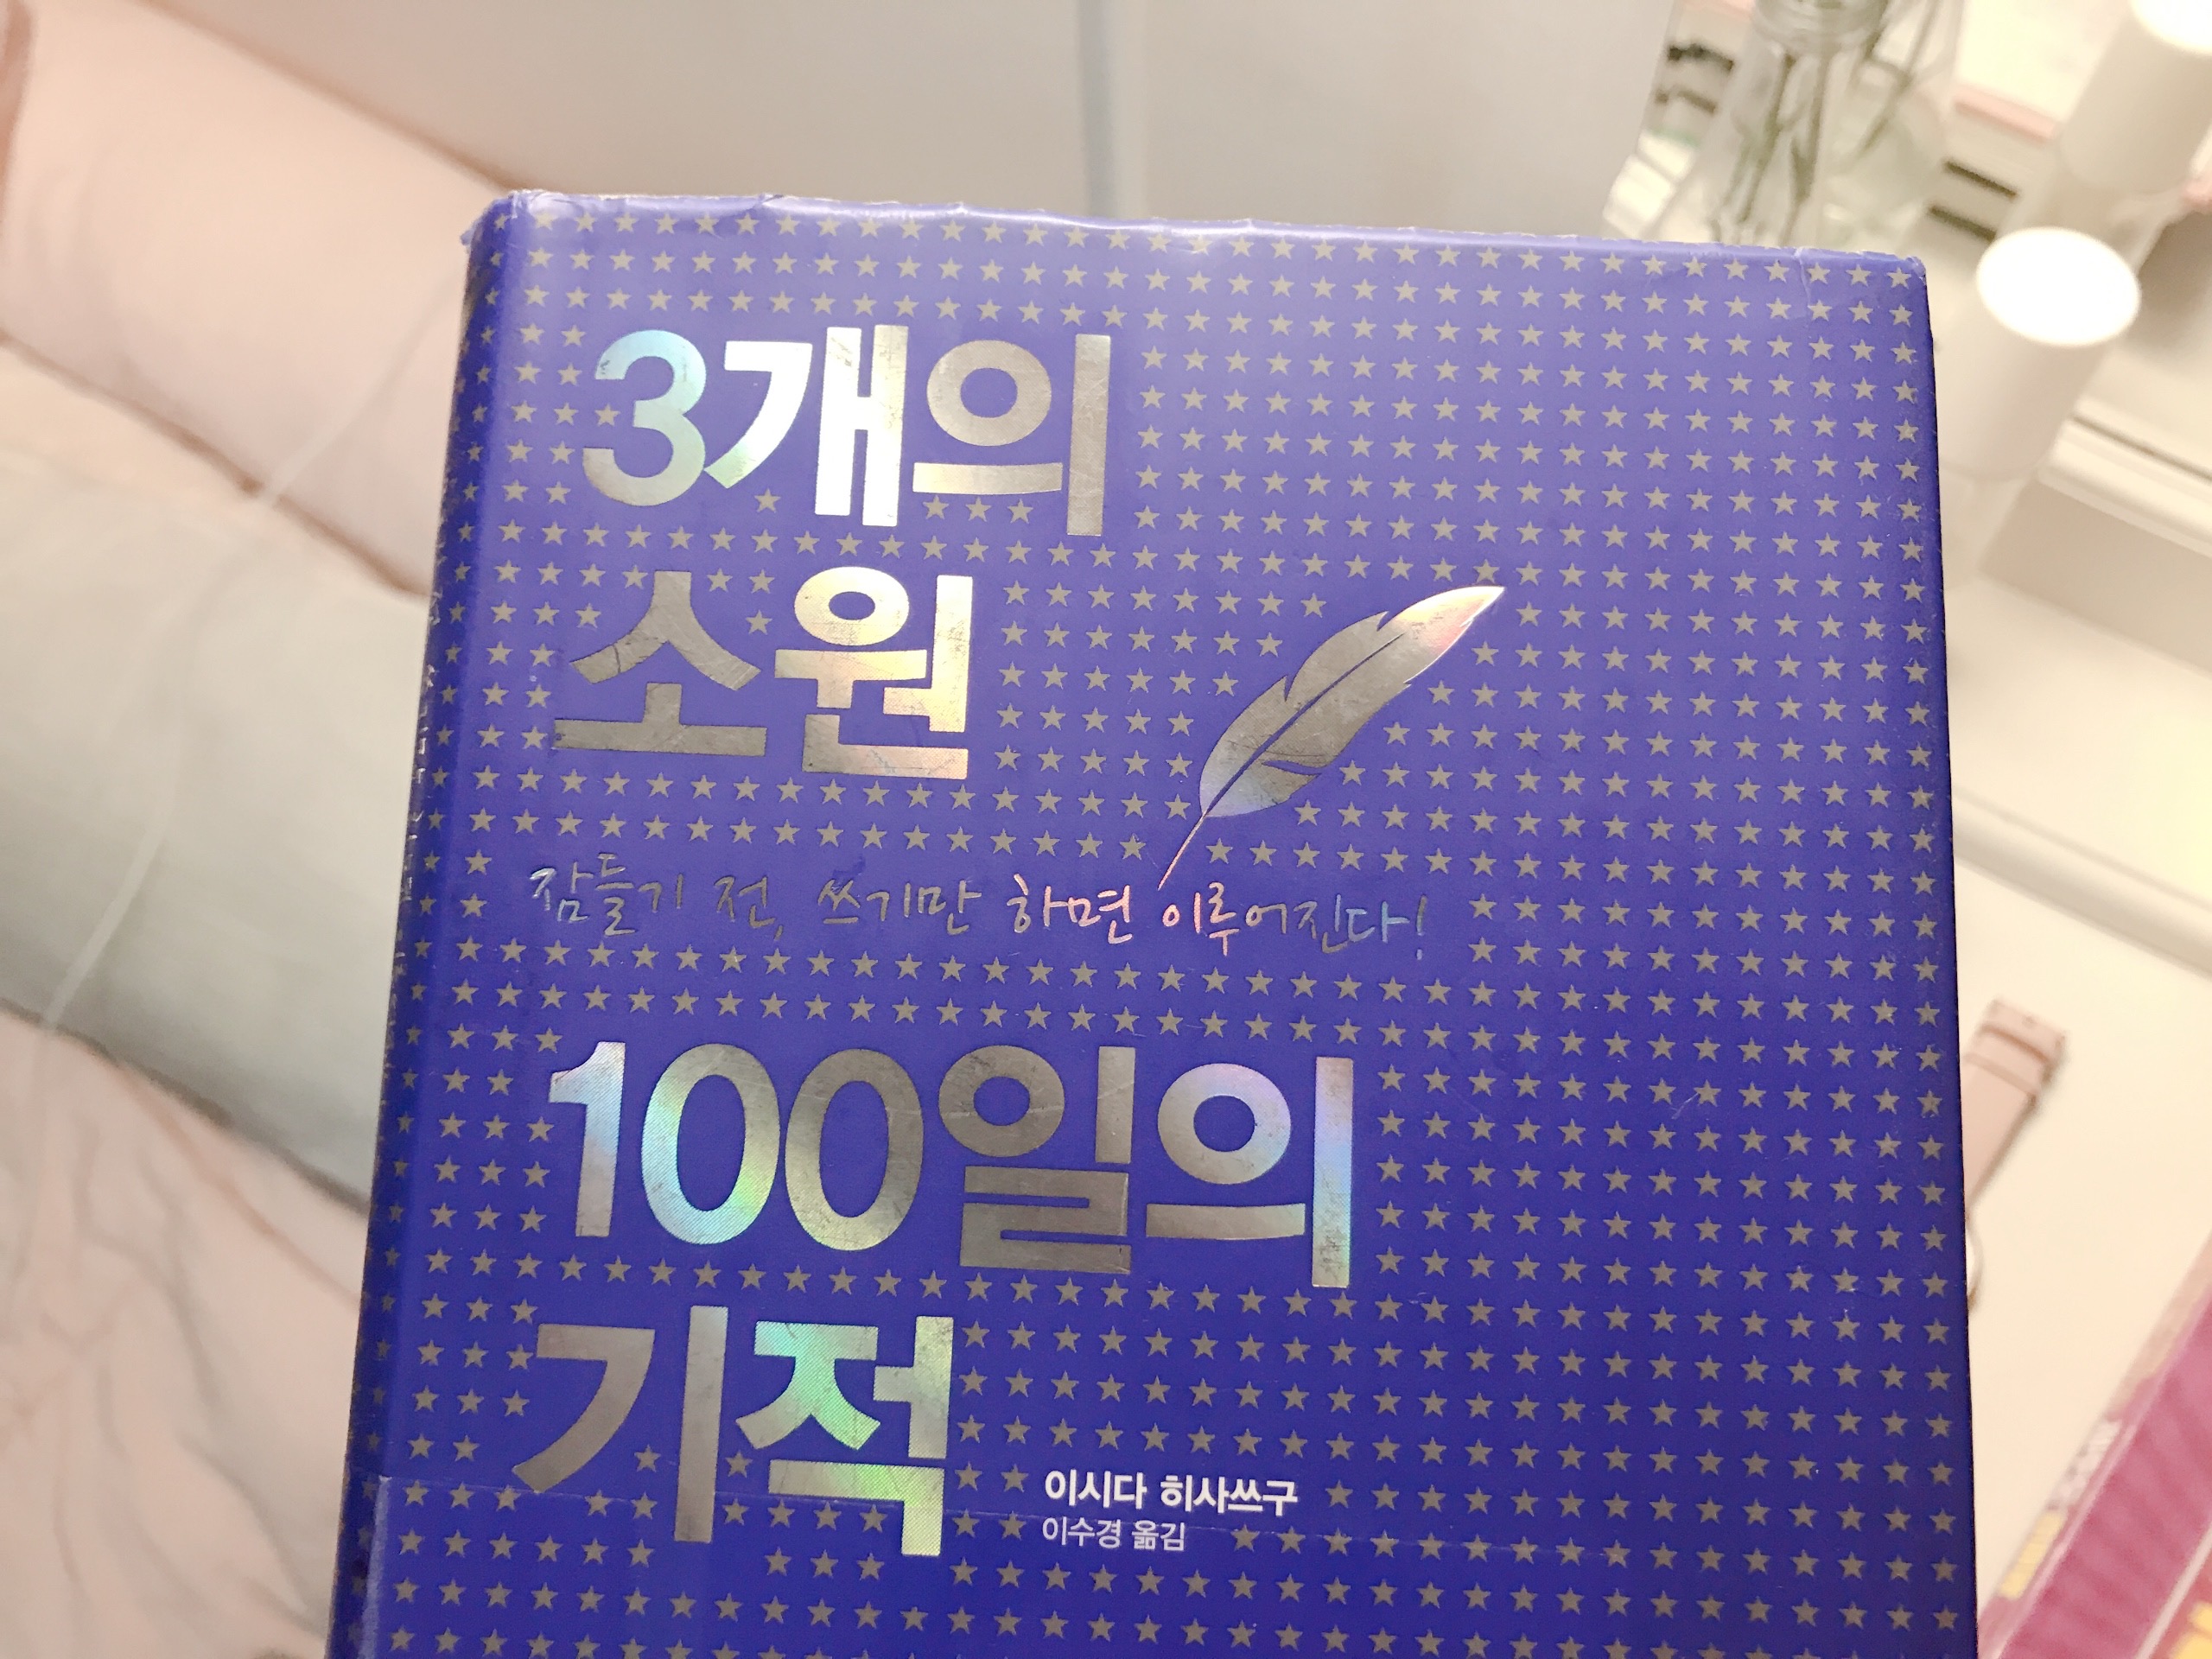 3개의
소원
잠들기 전, 쓰기만 하면 이루어진다!
100일의
기적
이시다 히사쓰구
이수경 옮김